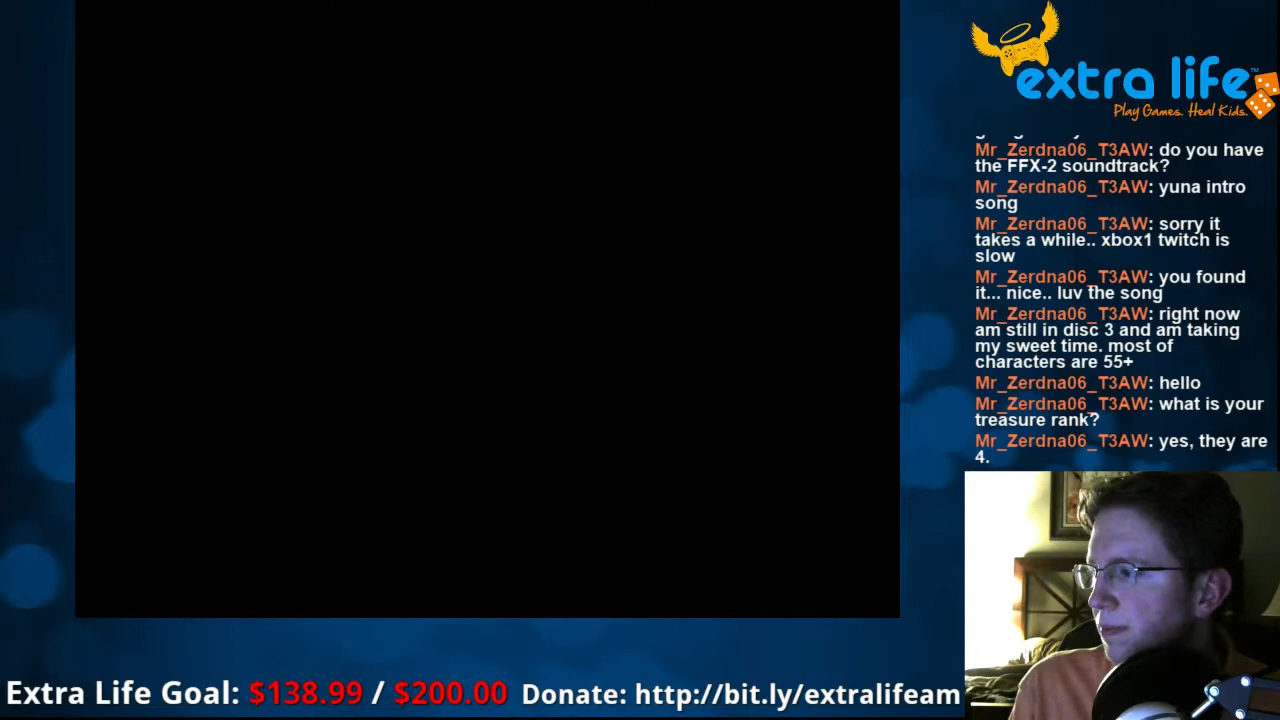 extra life™
Play Games. Heal Kids.
Mr_Zerdna06_T3AW: do you have
the FFX-2 soundtrack?
Mr_Zerdna06_T3AW: yuna intro
song
Mr_Zerdna06_T3AW: sorry it
takes a while.. xbox1 twitch is
slow
Mr_Zerdna06_T3AW: you found
it... nice.. luv the song
Mr_Zerdna06_T3AW: right now
am still in disc 3 and am taking
my sweet time. most of
characters are 55+
Mr_Zerdna06_T3AW: hello
Mr_Zerdna06_T3AW: what is your
treasure rank?
Mr_Zerdna06_T3AW: yes, they are
4.
Extra Life Goal: $138.99 / $200.00 Donate: http://bit.ly/extralifeam